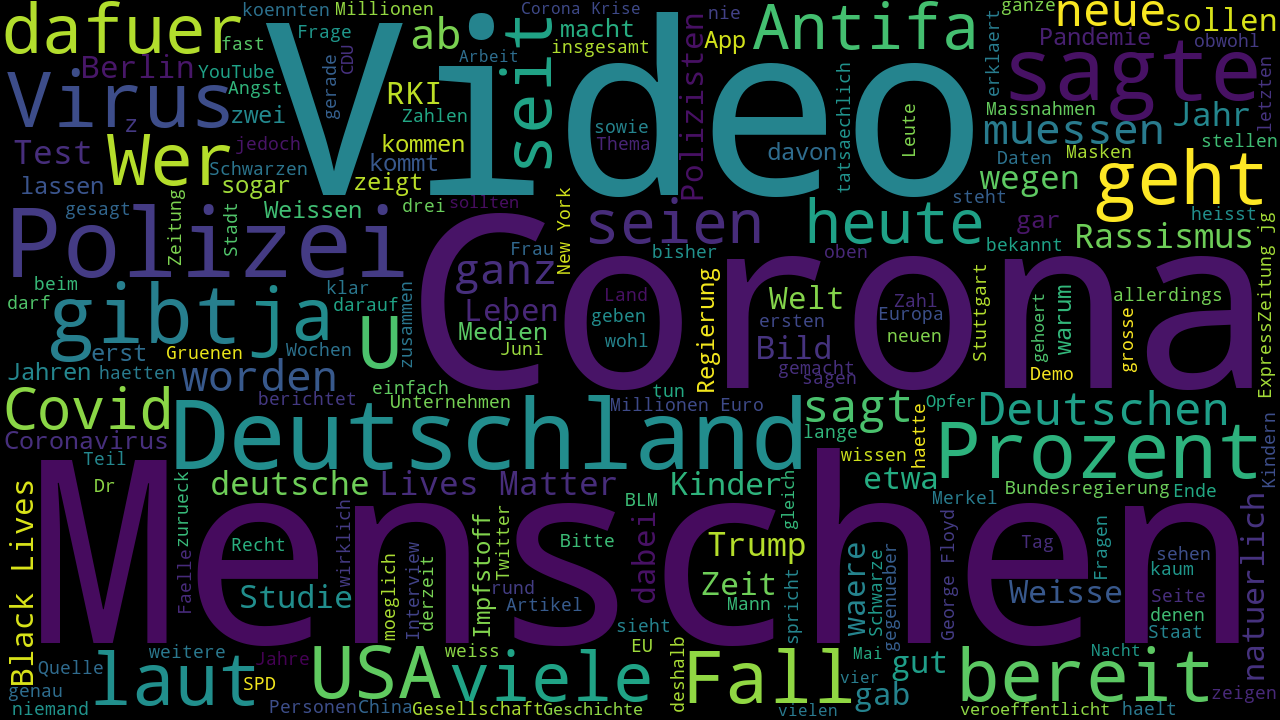 dafuer
koennten
Millionen
Corona Krise
nie
ganze
neue
sollen
fast
Frage
ab
seit
macht
insgesamt
App
Antifa
erklaert
Pandemie
obwohl
Berlin
YouTube
gerade
CDU
Video
Arbeit
Polizisten
sagte
letzten
Virus
z
Angst
zwei
RKI
Zahlen
sowie
Thema
Leute
Massnahmen
muessen
Jahr
Test
Wer
jedoch
kommen
davon
tatsaechlich
Daten
Masken
stellen
lassen
Schwarzen
sogar
kommt
zeigt
wegen
geht
gesagt
Zeitung
Stadt
Weissen
drei
sollten
New York
seien
heute
steht
gar
heisst
Polizei
Frau
bisher
oben
bekannt
Rassismus
ExpressZeitung jg
beim
darf
gibt
ja
klar
darauf
zusammen
ganz
Leben
Medien
Corona
Land
geben
wohl
Regierung
Welt
ersten
Zahl
Europa
neuen
Stuttgart
gehoert
warum
allerdings
grosse
erst
Gruenen
Wochen
U
Juni
Bild
gemacht
sagen
Demo
Jahren
haetten
worden
berichtet
einfach
Unternehmen
tun
Millionen Euro
Covid
Coronavirus
Deutschland
sagt
lange
Opfer
haette
Deutschen
Teil
Dr
wissen
Prozent
Kindern
deutsche
Lives Matter
BLM
Kinder
gleich
etwa
Merkel
Bundesregierung
Ende
Black Lives
zurueck
Faelle
Recht
wirklich
Menschen
moeglich
Interview
derzeit
Impfstoff
Twitter
Bitte
dabei
Trump
George Floyd
Tag
Fragen
sehen
natuerlich
Studie
rund
Artikel
Zeit
Mann
spricht
Waere
Schwarze
gegenueber
Weisse
kaum
Seite
denen
Staat
Quelle
genau
niemand
weitere
laut
Jahre
SPD
USA
weiss
viele
sieht
EU
deshalb
Fall
Mai
vier
gut
gab
Nacht
bereit
zeigen
Personen
China
Gesellschaft
Geschichte
vielen
veroeffentlicht
haelt